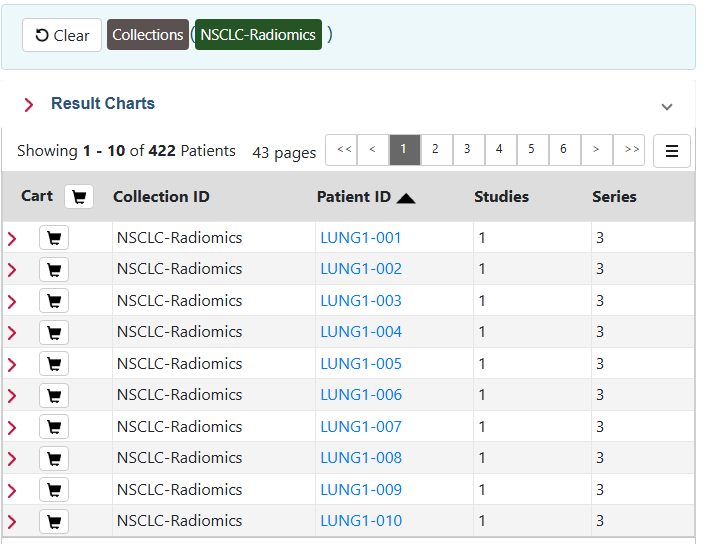 Clear Collections ( NSCLC-Radiomics )
Result Charts
Showing 1 - 10 of 422 Patients 43 pages << < 1 2 3 4 5 6 > >>
Cart Collection ID Patient ID Studies Series
NSCLC-Radiomics LUNG1-001 1 3
NSCLC-Radiomics LUNG1-002 1 3
NSCLC-Radiomics LUNG1-003 1 3
NSCLC-Radiomics LUNG1-004 1 3
NSCLC-Radiomics LUNG1-005 1 3
NSCLC-Radiomics LUNG1-006 1 3
NSCLC-Radiomics LUNG1-007 1 3
NSCLC-Radiomics LUNG1-008 1 3
NSCLC-Radiomics LUNG1-009 1 3
NSCLC-Radiomics LUNG1-010 1 3